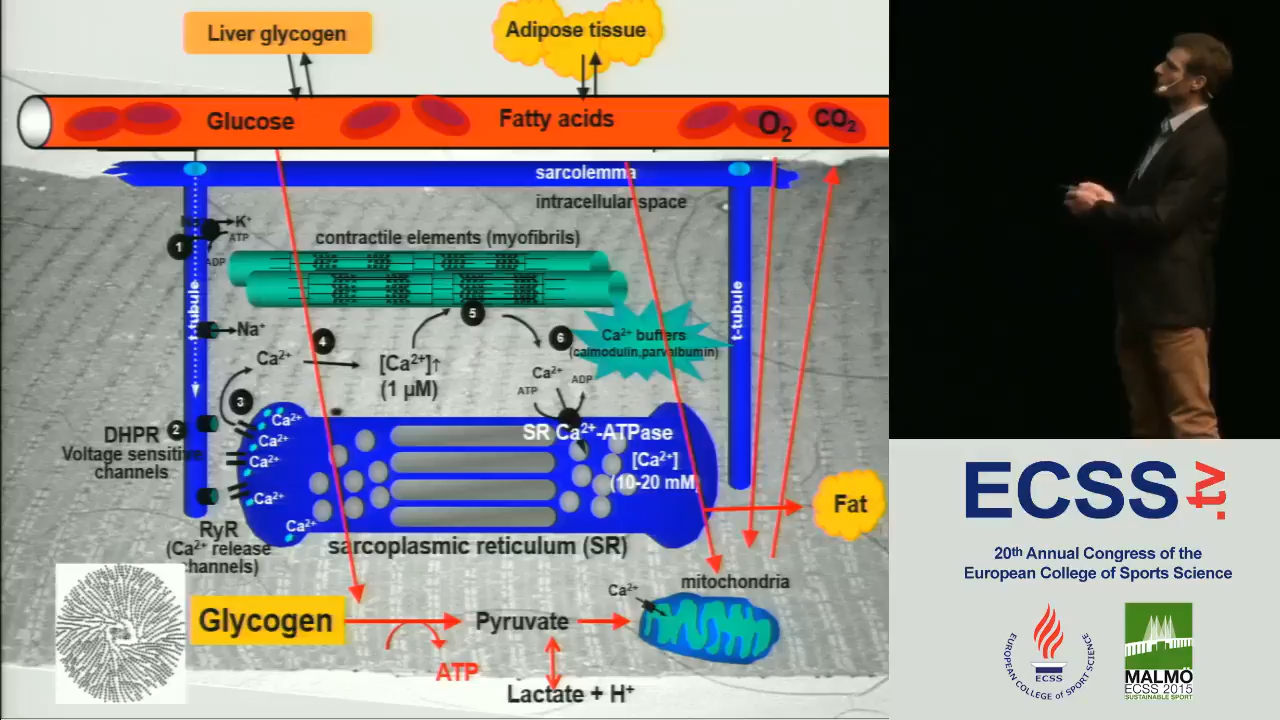 Liver glycogen
Adipose tissue
Glucose
Fatty acids
O₂
CO₂
sarcolemma
intracellular space
K⁺
ATP
1
ADP
contractile elements (myofibrils)
t-tubule
t-tubule
Na⁺
5
4
6
Ca²⁺ buffers
(calmodulin,parvalbumin)
Ca²⁺
[Ca²⁺]↑
(1 µM)
Ca²⁺
ATP
ADP
3
2
DHPR
Voltage sensitive
channels
Ca²⁺
Ca²⁺
Ca²⁺
Ca²⁺
Ca²⁺
SR Ca²⁺-ATPase
[Ca²⁺]
(10-20 mM)
Fat
RyR
(Ca²⁺ release
channels)
sarcoplasmic reticulum (SR)
mitochondria
Ca²⁺
Glycogen
Pyruvate
ATP
Lactate + H⁺
ECSS.tv
20th Annual Congress of the
European College of Sports Science
EUROPEAN COLLEGE OF SPORT SCIENCE
ECSS
MALMÖ
ECSS 2015
SUSTAINABLE SPORT